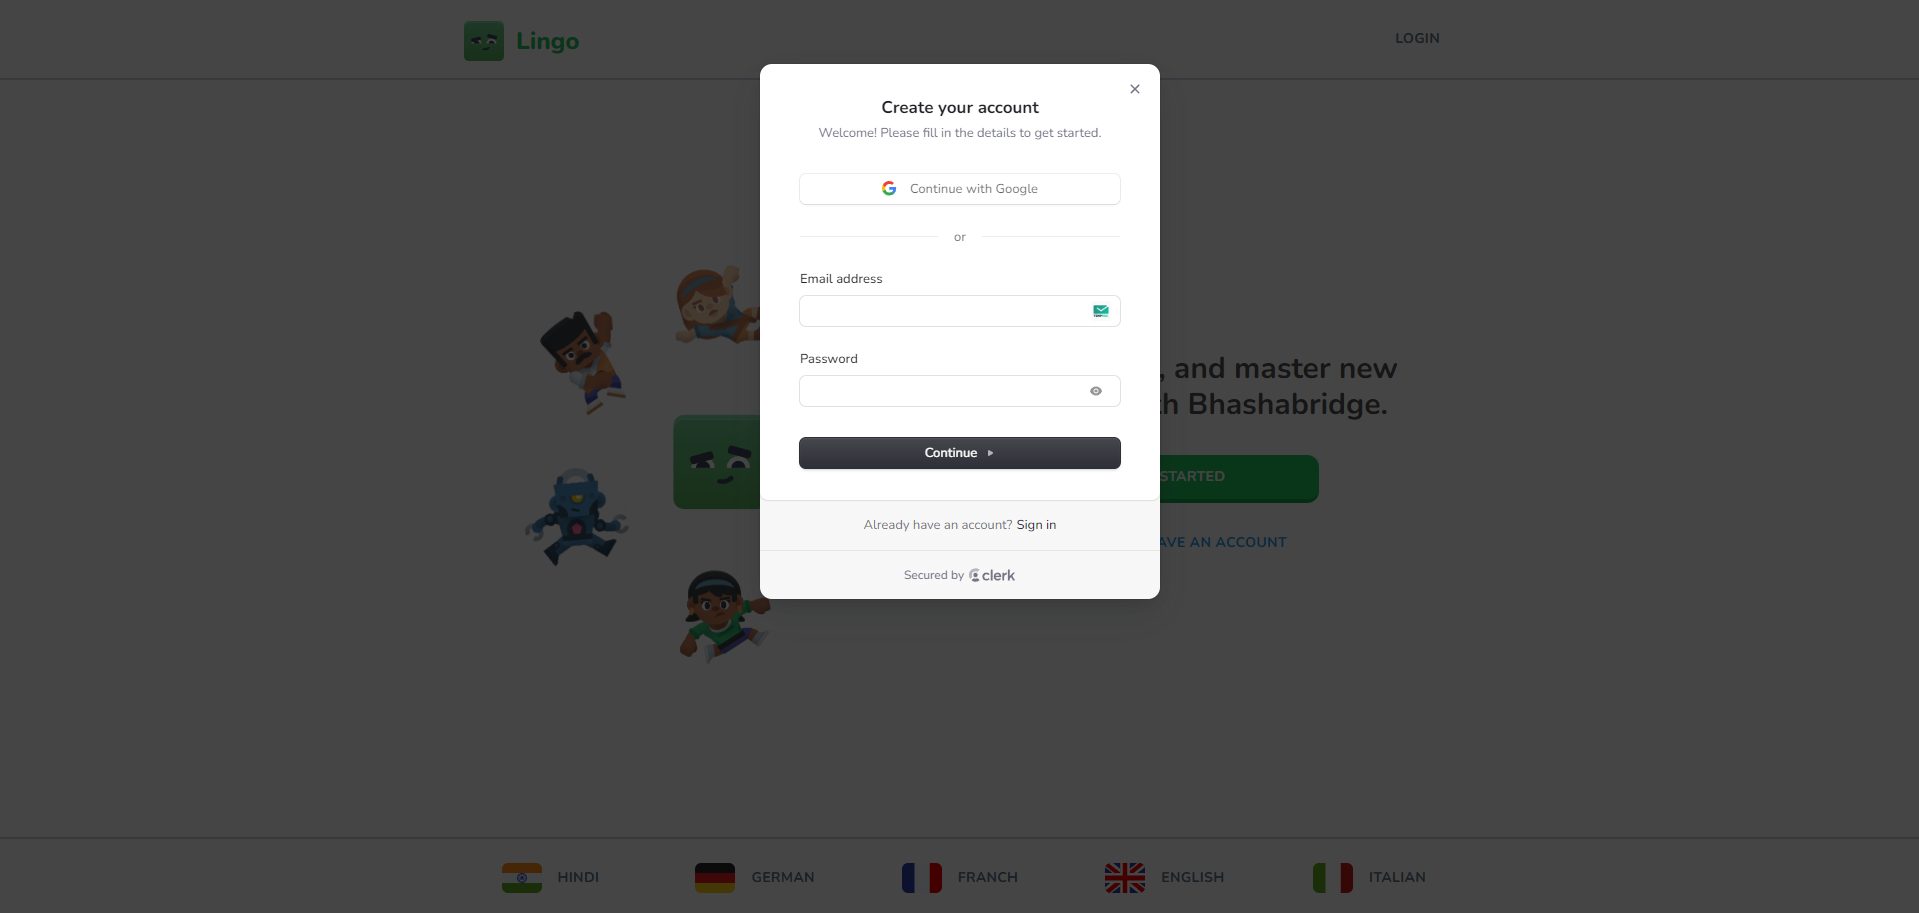 Lingo
LOGIN
Create your account
Welcome! Please fill in the details to get started.
Continue with Google
or
Email address
Password
, and master new
th Bhashabridge.
Continue
STARTED
Already have an account? Sign in
AVE AN ACCOUNT
Secured by clerk
HINDI
GERMAN
FRANCH
ENGLISH
ITALIAN